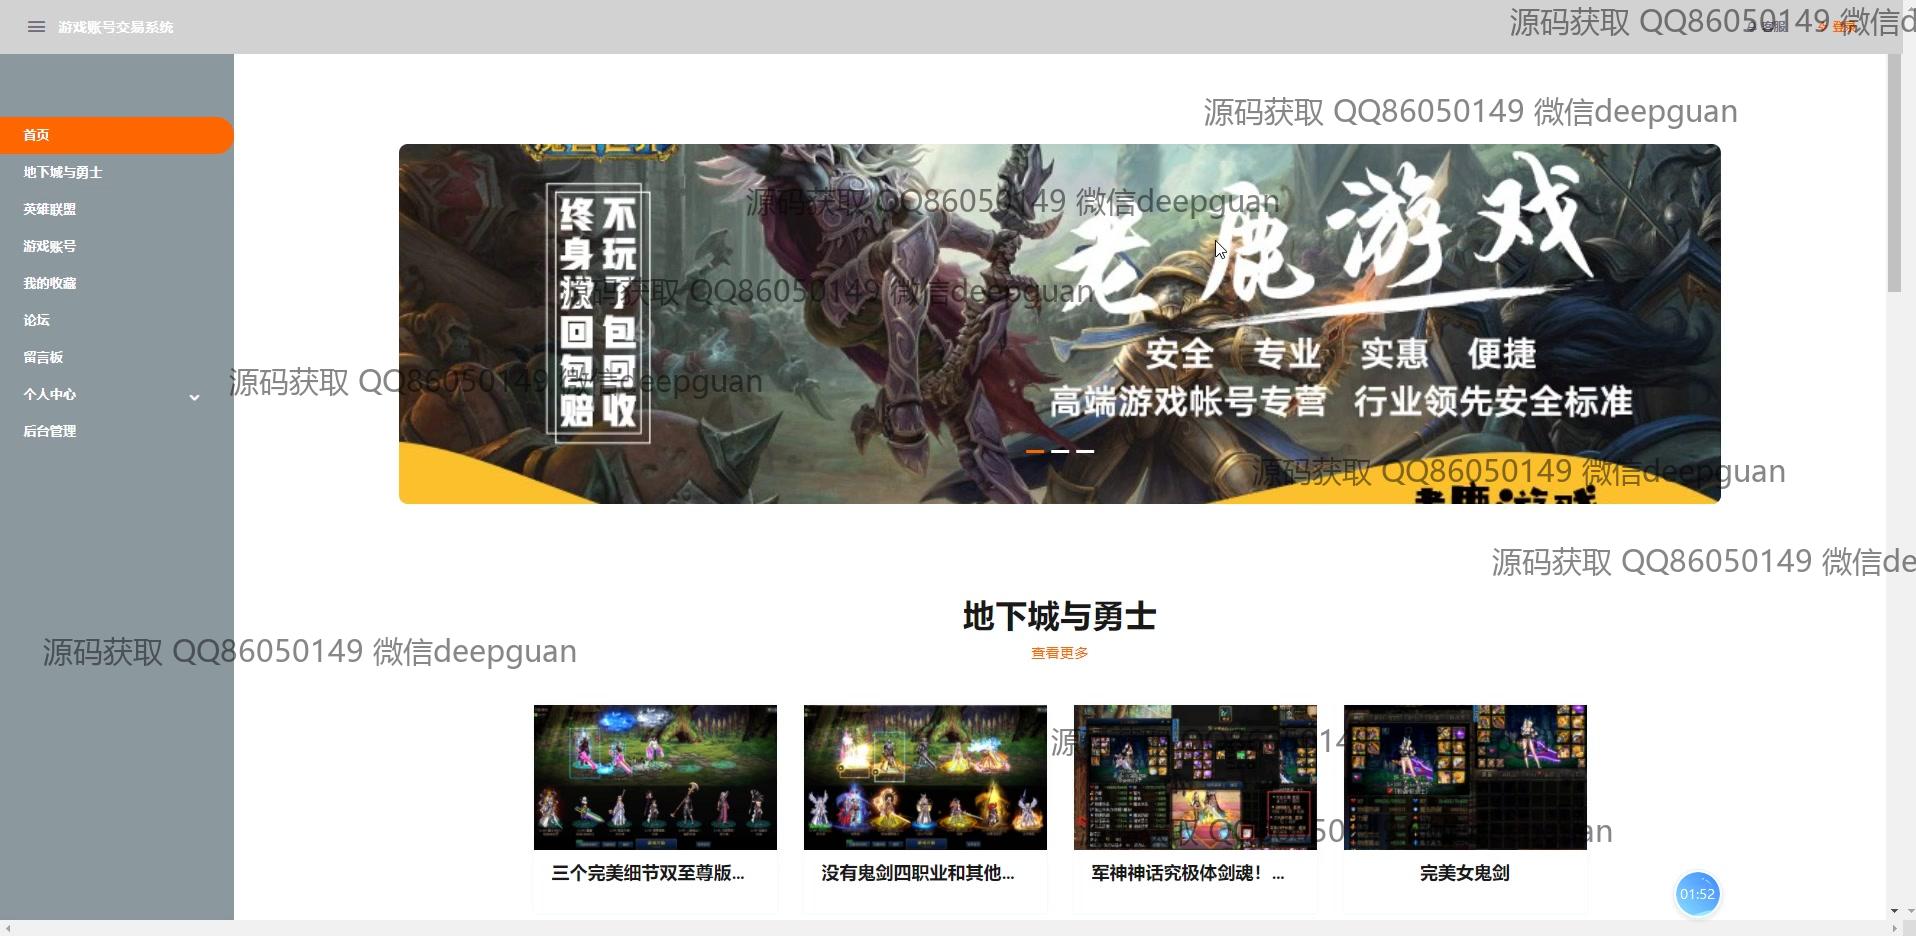 游戏账号交易系统
客服
登录
源码获取 QQ86050149 微信d
首页
地下城与勇士
英雄联盟
游戏账号
我的收藏
论坛
留言板
个人中心
后台管理
源码获取 QQ86050149 微信deepguan
魔兽世界
不玩了包回收
终身找回包赔
源码获取 QQ86050149 微信deepguan
老鹿游戏
源码获取 QQ86050149 微信deepguan
安全 专业 实惠 便捷
源码获取 QQ86050149 微信deepguan
高端游戏帐号专营 行业领先安全标准
源码获取 QQ86050149 微信deepguan
老鹿游戏
源码获取 QQ86050149 微信de
地下城与勇士
源码获取 QQ86050149 微信deepguan
查看更多
三个完美细节双至尊版...
没有鬼剑四职业和其他...
军神神话究极体剑魂！...
完美女鬼剑
01:52